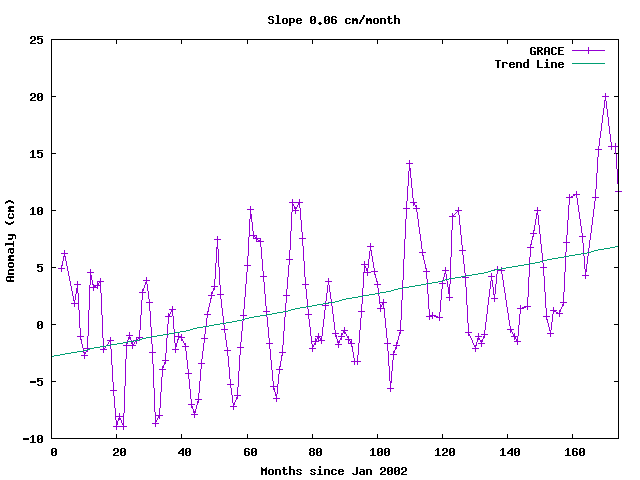 Slope 0.06 cm/month
25
GRACE
Trend Line
20
15
10
5
0
-5
-10
Anomaly (cm)
0 20 40 60 80 100 120 140 160
Months since Jan 2002